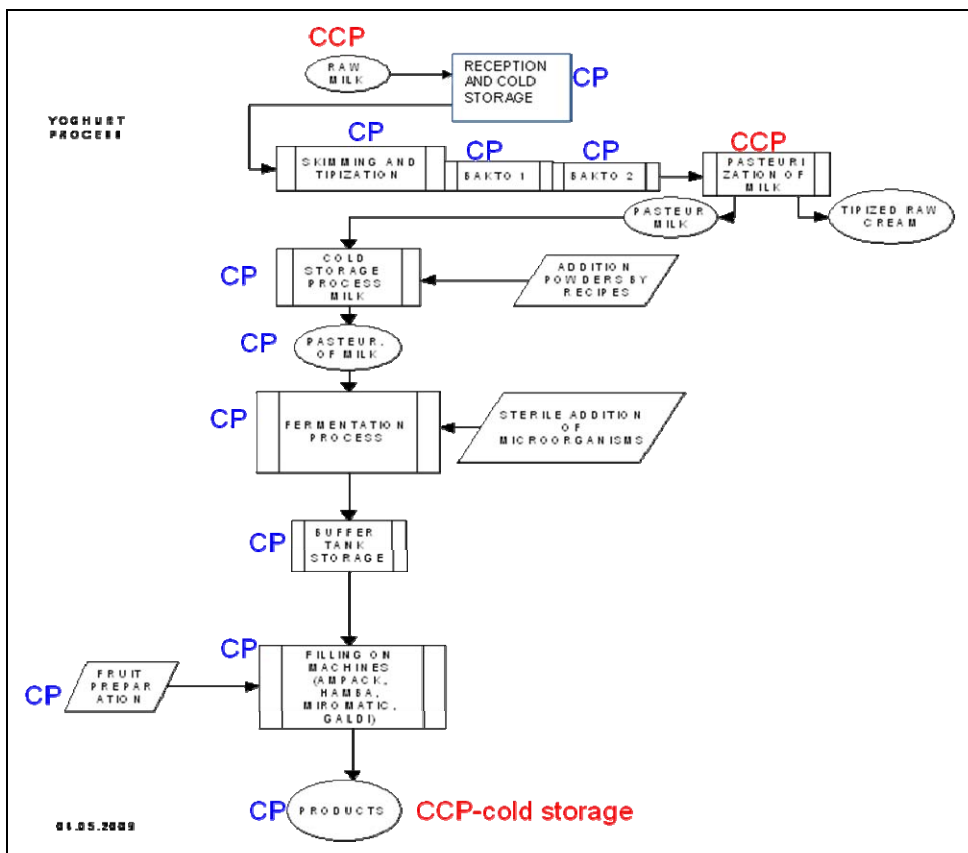 CCP
RAW
MILK
RECEPTION
AND COLD
STORAGE
CP
YOGHURT
PROCESS
CP
SKIMMING AND
TIPIZATION
CP
BAKTO 1
CP
BAKTO 2
CCP
PASTEURI
ZATION OF
MILK
PASTEUR
MILK
TIPIZED RAW
CREAM
CP
COLD
STORAGE
PROCESS
MILK
ADDITION
POWDERS BY
RECIPES
CP
PASTEUR.
OF MILK
CP
FERMENTATION
PROCESS
STERILE ADDITION
OF
MICROORGANISMS
CP
BUFFER
TANK
STORAGE
CP
FILLING ON
MACHINES
(AMPACK,
HAMBA,
MIROMATIC,
GALDI)
CP
FRUIT
PREPAR
ATION
CP
PRODUCTS
CCP-cold storage